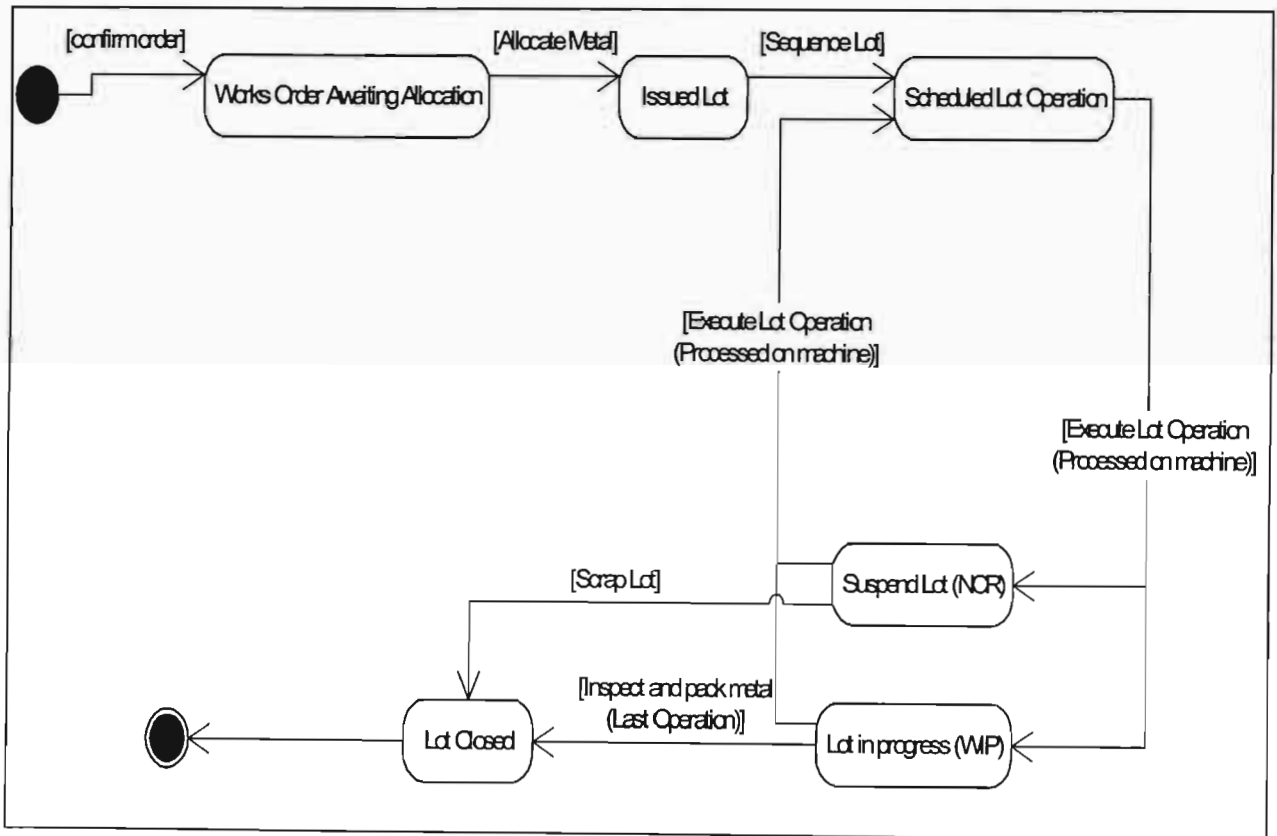 [confirm order]
[Allocate Metal]
[Sequence Lot]
Works Order Awaiting Allocation
Issued Lot
Scheduled Lot Operation
[Execute Lot Operation
(Processed on machine)]
[Execute Lot Operation
(Processed on machine)]
[Scrap Lot]
Suspend Lot (NCR)
[Inspect and pack metal
(Last Operation)]
Lot Closed
Lot in progress (WIP)